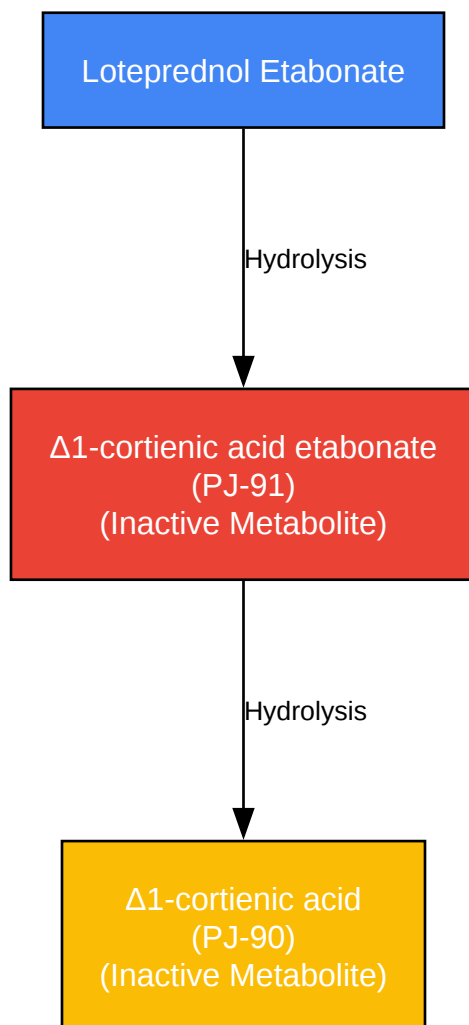 Loteprednol Etabonate
Hydrolysis
Δ1-cortienic acid etabonate
(PJ-91)
(Inactive Metabolite)
Hydrolysis
Δ1-cortienic acid
(PJ-90)
(Inactive Metabolite)